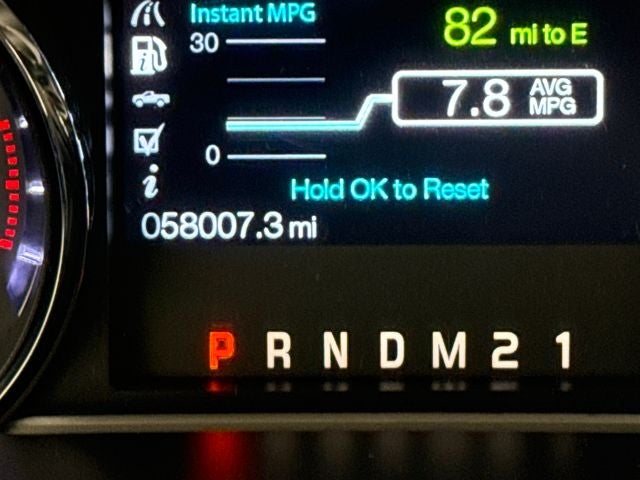 Instant MPG
30
82 mi to E
7.8 AVG MPG
0
Hold OK to Reset
058007.3 mi
P R N D M 2 1